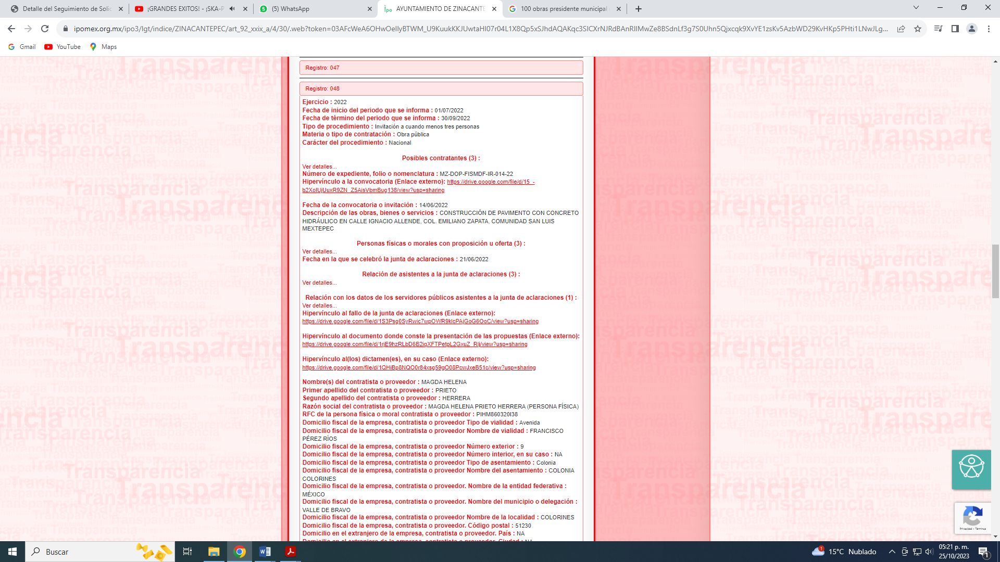 Detalle del Seguimiento de Solic
¡GRANDES EXITOS! - ¡SKA-P
(5) WhatsApp
ipo AYUNTAMIENTO DE ZINACANTE
100 obras presidente municipal
Gmail YouTube Maps
Registro: 047
Registro: 048
Ejercicio : 2022
Fecha de inicio del periodo que se informa : 01/07/2022
Fecha de término del periodo que se informa : 30/09/2022
Tipo de procedimiento : Invitación a cuando menos tres personas
Materia o tipo de contratación : Obra pública
Carácter del procedimiento : Nacional
Posibles contratantes (3) :
Ver detalles...
Número de expediente, folio o nomenclatura : MZ-DOP-FISMDF-IR-014-22
Hipervínculo a la convocatoria (Enlace externo): https://drive.google.com/file/d/15_-
b2XoIUjUuxR9ZN_Z5AisVbmBug138/view?usp=sharing
Fecha de la convocatoria o invitación : 14/06/2022
Descripción de las obras, bienes o servicios : CONSTRUCCIÓN DE PAVIMENTO CON CONCRETO
HIDRÁULICO EN CALLE IGNACIO ALLENDE, COL. EMILIANO ZAPATA, COMUNIDAD SAN LUIS
MEXTEPEC
Personas físicas o morales con proposición u oferta (3) :
Ver detalles...
Fecha en la que se celebró la junta de aclaraciones : 21/06/2022
Relación de asistentes a la junta de aclaraciones (3) :
Ver detalles...
Relación con los datos de los servidores públicos asistentes a la junta de aclaraciones (1) :
Ver detalles...
Hipervínculo al fallo de la junta de aclaraciones (Enlace externo):
https://drive.google.com/file/d/1S3Psg0SyRwic7wpOWR9klcPAjGoG6OoC/view?usp=sharing
Hipervínculo al documento donde conste la presentación de las propuestas (Enlace externo):
https://drive.google.com/file/d/1rjE9hzRLbD6B2iqXFTPetpL2GxuZ_Rlj/view?usp=sharing
Hipervínculo al(los) dictamen(es), en su caso (Enlace externo):
https://drive.google.com/file/d/1QHiBp8NQO0r84xsg59gO08PcwJxeB51c/view?usp=sharing
Nombre(s) del contratista o proveedor : MAGDA HELENA
Primer apellido del contratista o proveedor : PRIETO
Segundo apellido del contratista o proveedor : HERRERA
Razón social del contratista o proveedor : MAGDA HELENA PRIETO HERRERA (PERSONA FÍSICA)
RFC de la persona física o moral contratista o proveedor : PIHM860320I38
Domicilio fiscal de la empresa, contratista o proveedor Tipo de vialidad : Avenida
Domicilio fiscal de la empresa, contratista o proveedor Nombre de vialidad : FRANCISCO
PÉREZ RÍOS
Domicilio fiscal de la empresa, contratista o proveedor Número exterior : 9
Domicilio fiscal de la empresa, contratista o proveedor Número interior, en su caso : NA
Domicilio fiscal de la empresa, contratista o proveedor Tipo de asentamiento : Colonia
Domicilio fiscal de la empresa, contratista o proveedor Nombre del asentamiento : COLONIA
COLORINES
Domicilio fiscal de la empresa, contratista o proveedor. Nombre de la entidad federativa :
MÉXICO
Domicilio fiscal de la empresa, contratista o proveedor. Nombre del municipio o delegación :
VALLE DE BRAVO
Domicilio fiscal de la empresa, contratista o proveedor Nombre de la localidad : COLORINES
Domicilio fiscal de la empresa, contratista o proveedor. Código postal : 51230
Domicilio en el extranjero de la empresa, contratista o proveedor. País : NA
Domicilio en el extranjero de la empresa, contratista o proveedor. Ciudad : NA
Privacidad - Términos
Buscar
15°C Nublado
05:21 p. m.
25/10/2023